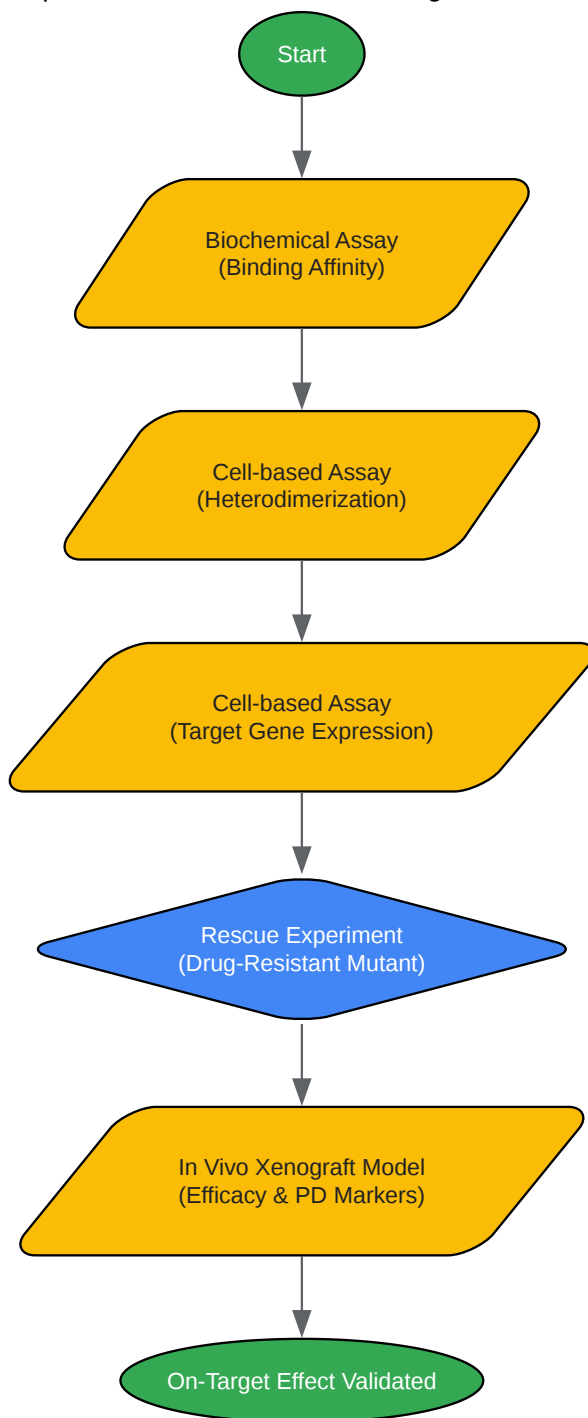 Start
Biochemical Assay
(Binding Affinity)
Cell-based Assay
(Heterodimerization)
Cell-based Assay
(Target Gene Expression)
Rescue Experiment
(Drug-Resistant Mutant)
In Vivo Xenograft Model
(Efficacy & PD Markers)
On-Target Effect Validated